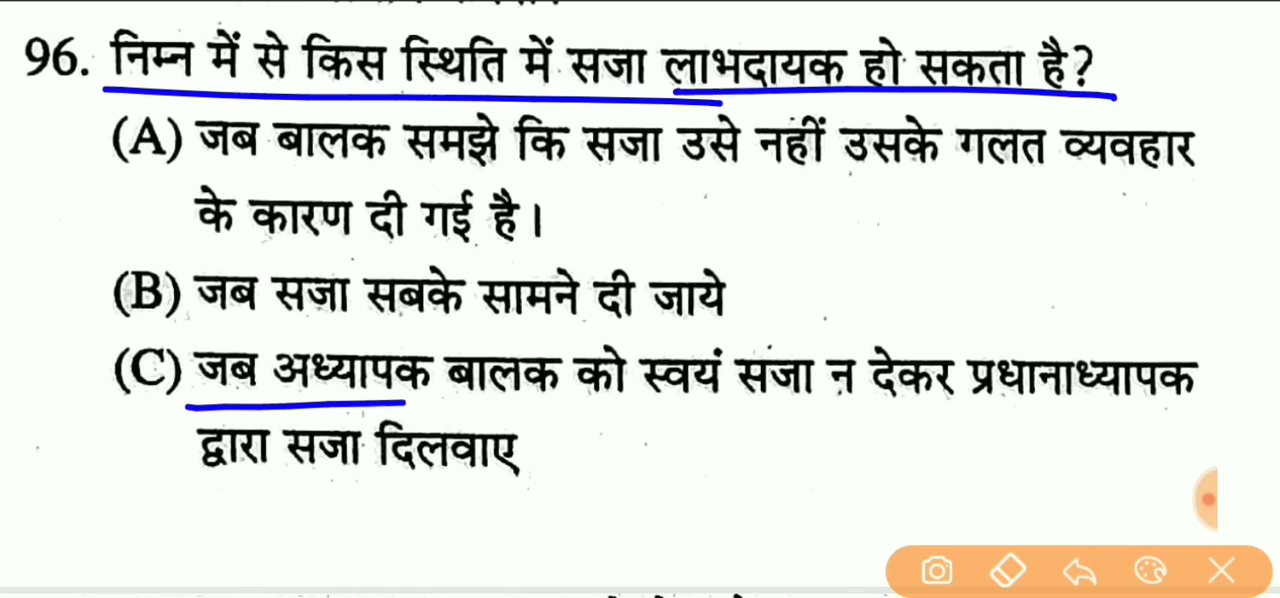 96. निम्न में से किस स्थिति में सजा लाभदायक हो सकता है?
(A) जब बालक समझे कि सजा उसे नहीं उसके गलत व्यवहार
के कारण दी गई है।
(B) जब सजा सबके सामने दी जाये
(C) जब अध्यापक बालक को स्वयं सजा न देकर प्रधानाध्यापक
द्वारा सजा दिलवाए